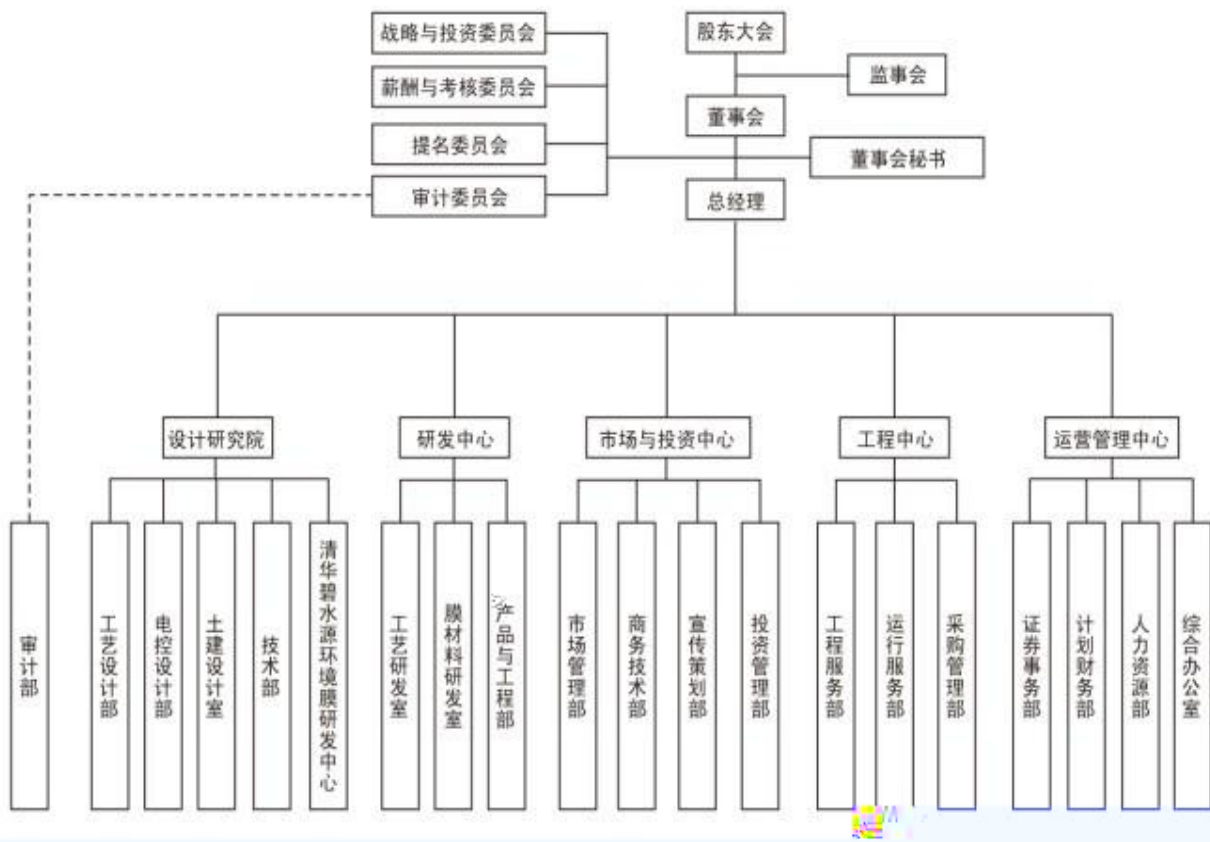 战略与投资委员会
股东大会
监事会
薪酬与考核委员会
董事会
提名委员会
董事会秘书
审计委员会
总经理
设计研究院
研发中心
市场与投资中心
工程中心
运营管理中心
审计部
工艺设计部
电控设计部
土建设计室
技术部
清华碧水源环境膜研发中心
工艺研发室
膜材料研发室
产品与工程部
市场管理部
商务技术部
宣传策划部
投资管理部
工程服务部
运行服务部
采购管理部
证券事务部
计划财务部
人力资源部
综合办公室